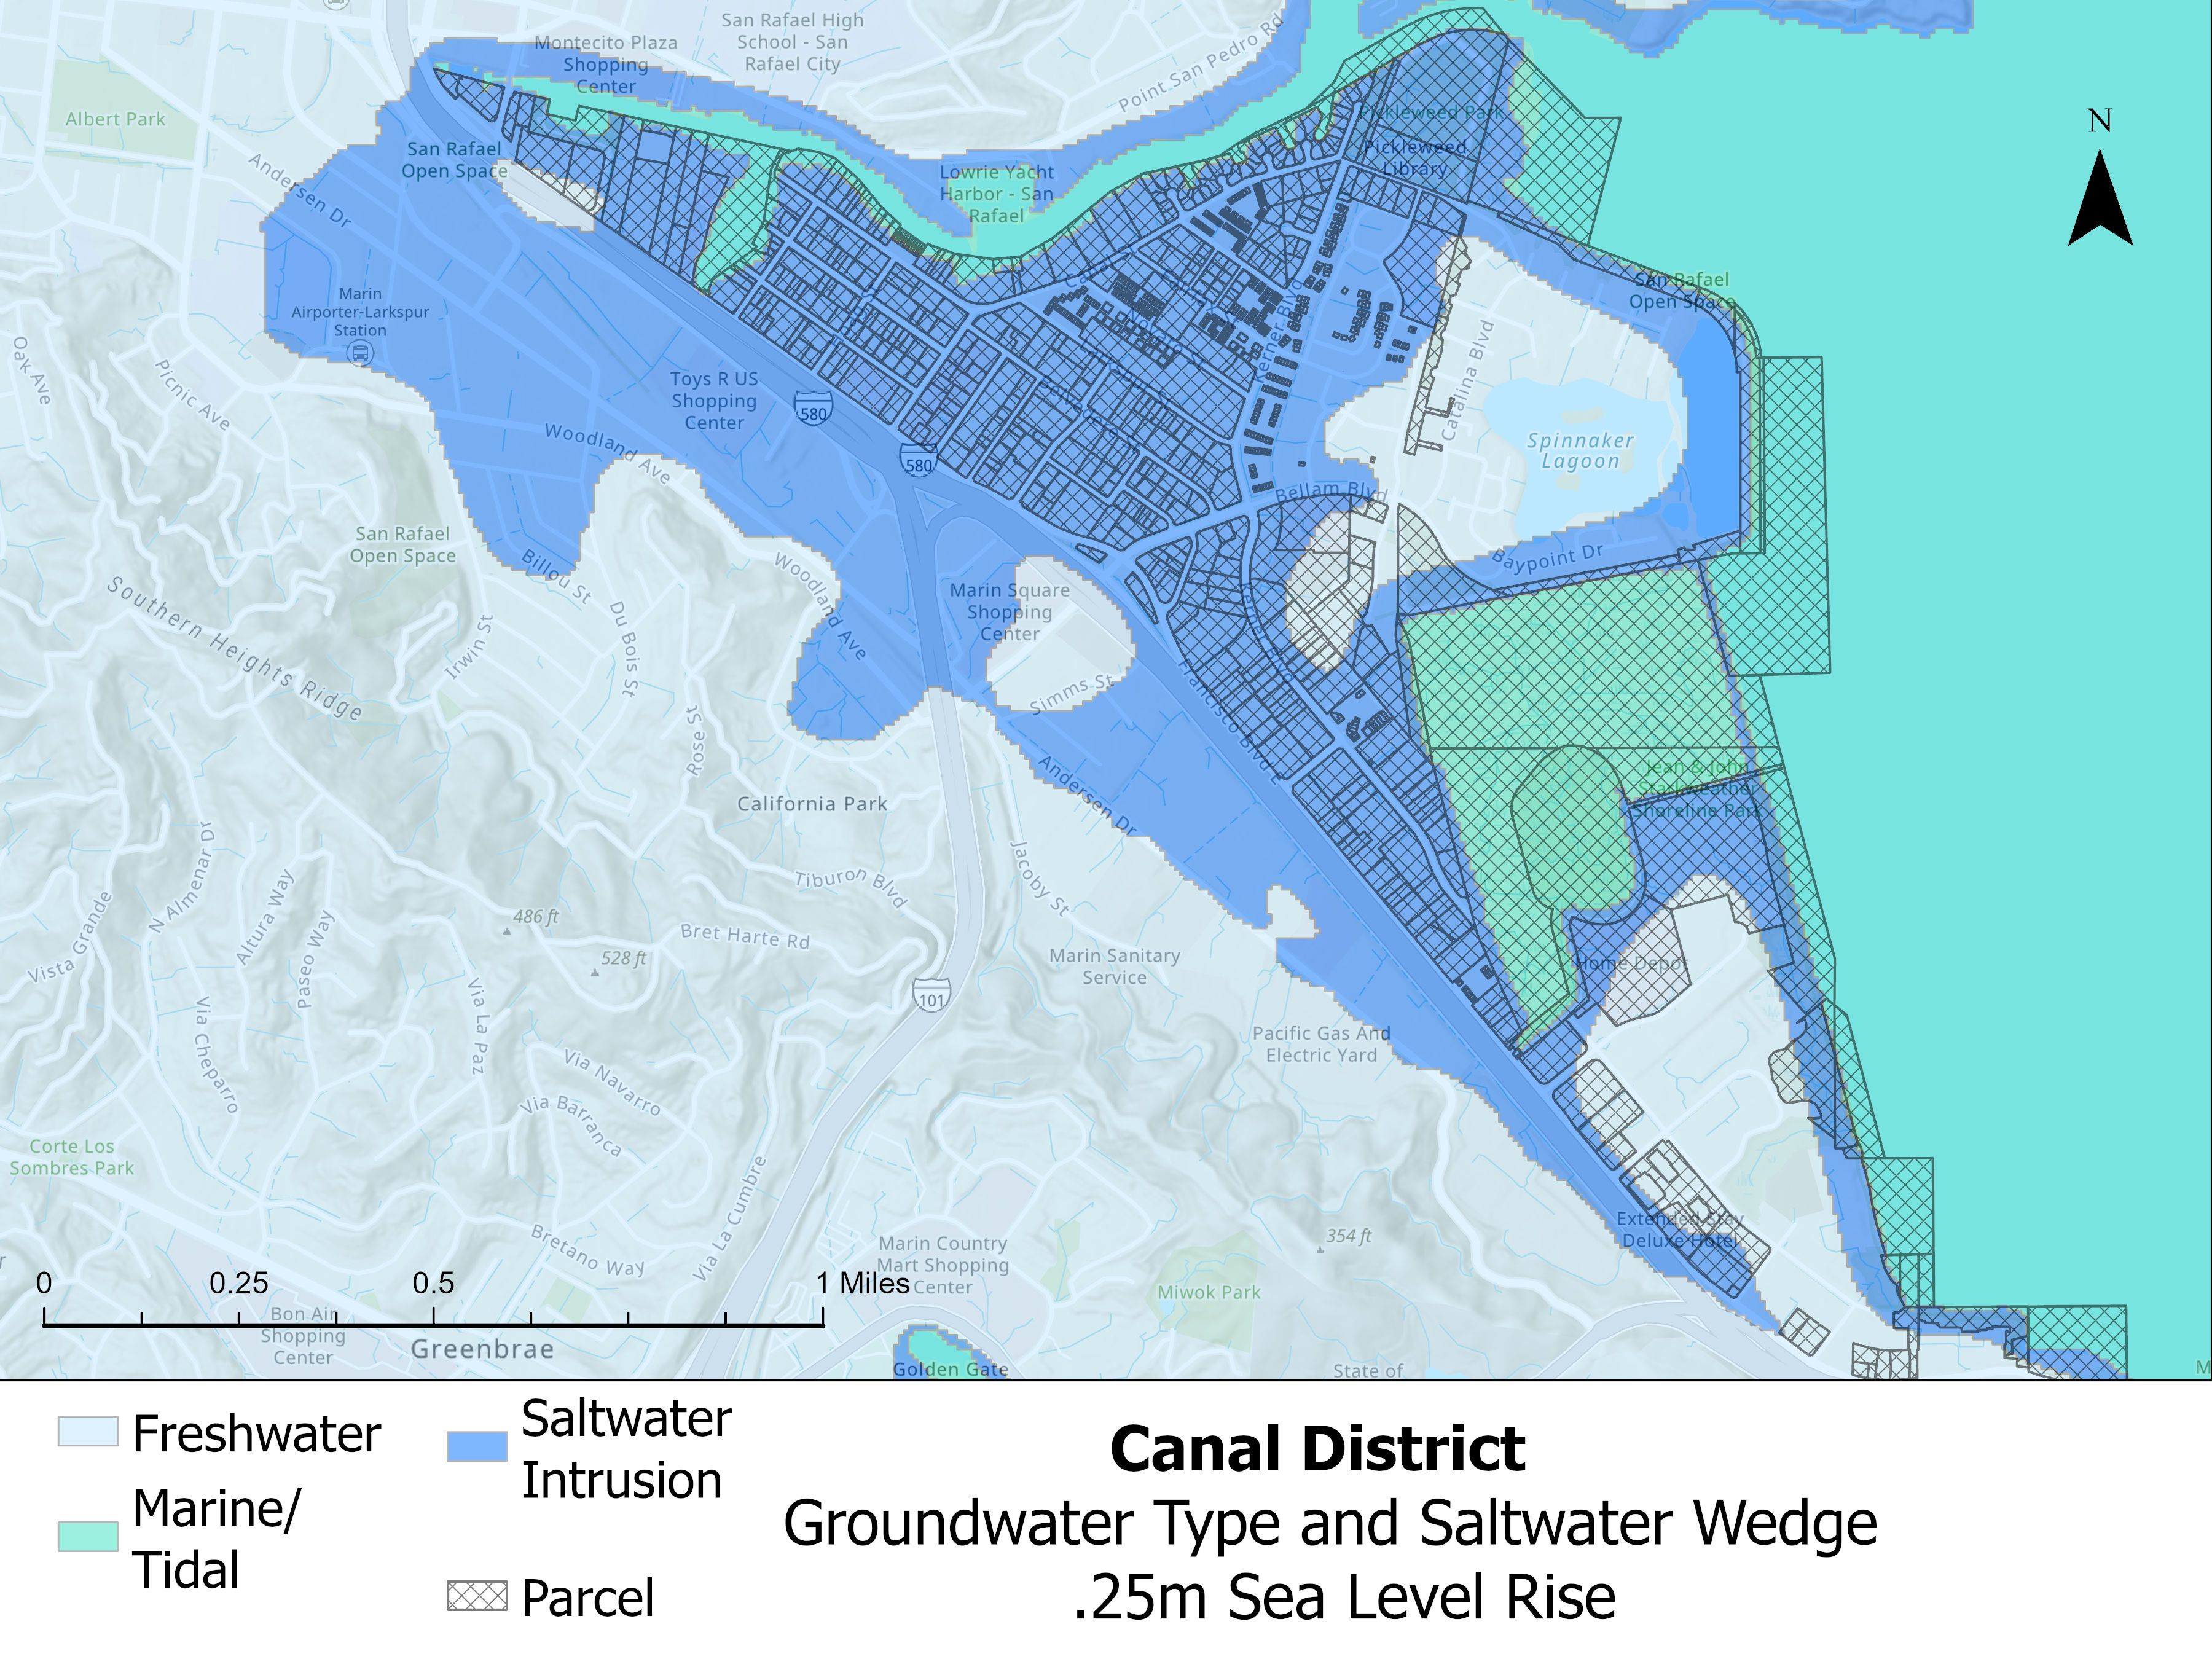 San Rafael High
School - San
Rafael City
Montecito Plaza
Shopping
Center
Point San Pedro Rd
Albert Park
San Rafael
Open Space
Andersen Dr
Lowrie Yacht
Harbor - San
Rafael
Pickleweed Park
Pickleweed
Library
N
San Rafael
Open Space
Marin
Airporter-Larkspur
Station
Oak Ave
Picnic Ave
Toys R US
Shopping
Center
580
580
Woodland Ave
Kerner Blvd
Belvedere St
Catalina Blvd
Spinnaker
Lagoon
Bellam Blvd
Baypoint Dr
San Rafael
Open Space
Billou St
Woodland Ave
Marin Square
Shopping
Center
Southern Heights
Ridge
Irwin St
Du Bois St
Rose St
Simms St
Kerner Blvd
Francisco Blvd E
Andersen Dr
Jean & John
Starkweather
Shoreline Park
California Park
Tiburon Blvd
Jacoby St
N Almenar Dr
Altura Way
Paseo Way
Vista Grande
486 ft
528 ft
Bret Harte Rd
Marin Sanitary
Service
Home Depot
101
Via Cheparro
Via La Paz
Via Navarro
Via Barranca
Pacific Gas And
Electric Yard
Corte Los
Sombres Park
Via La Cumbre
Bretano Way
Extended Stay
Deluxe Hotel
354 ft
Marin Country
Mart Shopping
Center
Miwok Park
0 0.25 0.5 1 Miles
Bon Air
Shopping
Center
Greenbrae
Golden Gate
State of
Freshwater
Marine/
Tidal
Saltwater
Intrusion
Parcel
Canal District
Groundwater Type and Saltwater Wedge
.25m Sea Level Rise